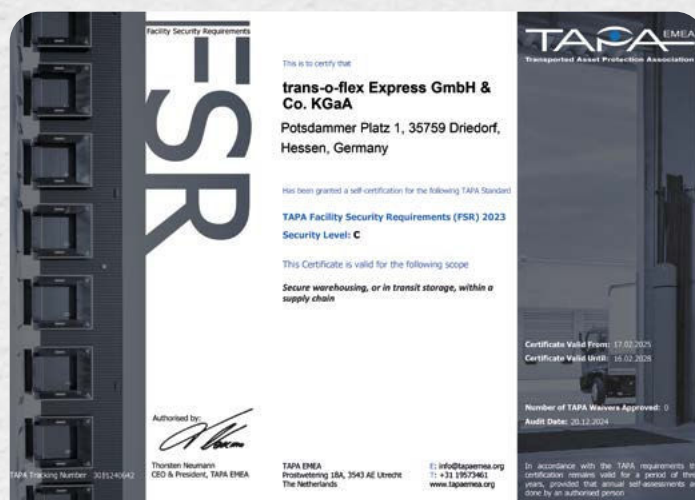 Facility Security Requirements
FSR
This is to certify that
trans-o-flex Express GmbH &
Co. KGaA
Potsdammer Platz 1, 35759 Driedorf,
Hessen, Germany
Has been granted a self-certification for the following TAPA Standard
TAPA Facility Security Requirements (FSR) 2023
Security Level: C
This Certificate is valid for the following scope
Secure warehousing, or in transit storage, within a
supply chain
Authorised by:
Thorsten Neumann
CEO & President, TAPA EMEA
TAPA Tracking Number
TAPA EMEA
Prostwetering 18A, 3543 AE Utrecht
The Netherlands
E: info@tapaemea.org
T: +31 19573461
www.tapaemea.org
TAPA EMEA
Transported Asset Protection Association
Certificate Valid From: 17.02.2025
Certificate Valid Until: 16.02.2028
Number of TAPA Waivers Approved: 0
Audit Date: 20.12.2024
In accordance with the TAPA requirements
certification remains valid for a period of three
years, provided that annual self-assessments
done by an authorised person